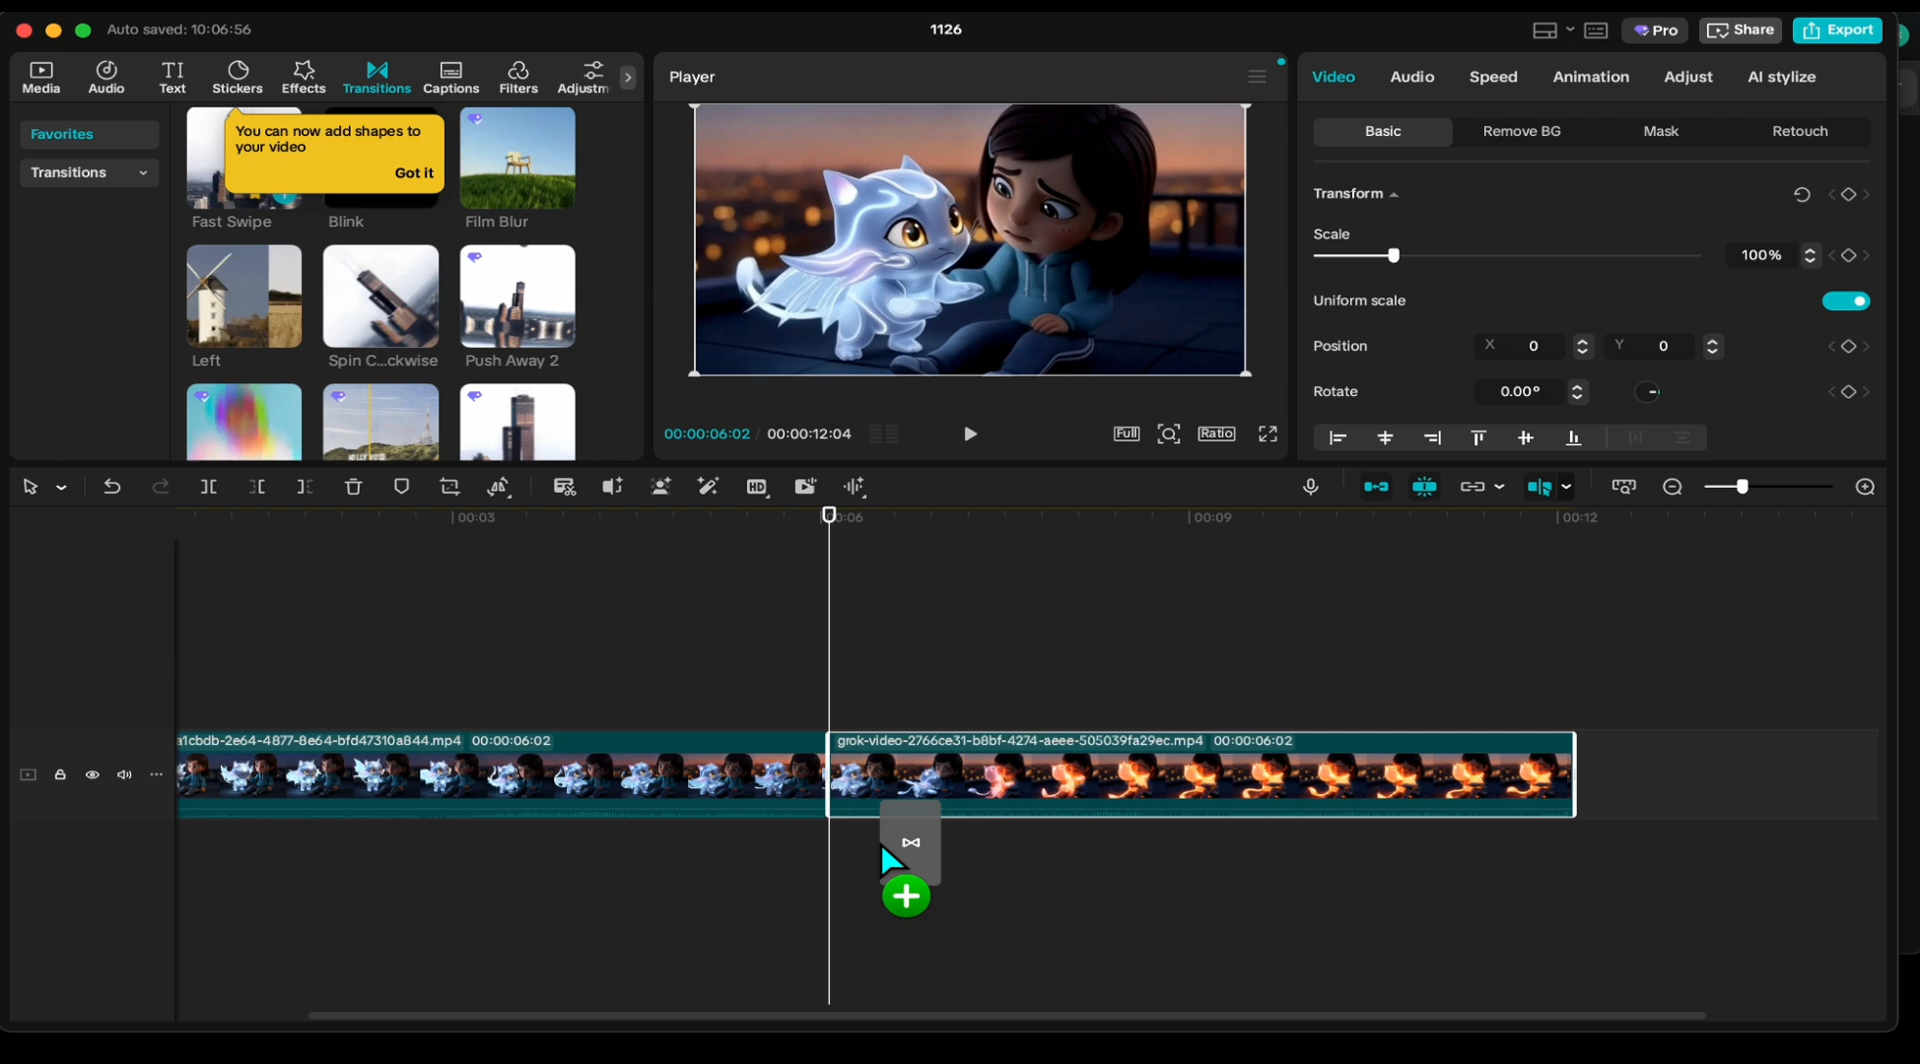 Auto saved: 10:06:56
1126
Pro
Share
Export
Media
Audio
Text
Stickers
Effects
Transitions
Captions
Filters
Adjustm
Favorites
Transitions
You can now add shapes to
your video
Got it
Fast Swipe
Blink
Film Blur
Left
Spin C...ckwise
Push Away 2
Player
00:00:06:02 / 00:00:12:04
Full
Ratio
Video
Audio
Speed
Animation
Adjust
AI stylize
Basic
Remove BG
Mask
Retouch
Transform
Scale
100%
Uniform scale
Position
X 0
Y 0
Rotate
0.00°
HD
00:03
00:06
00:09
00:12
a1cbdb-2e64-4877-8e64-bfd47310a844.mp4 00:00:06:02
grok-video-2766ce31-b8bf-4274-aeee-505039fa29ec.mp4 00:00:06:02